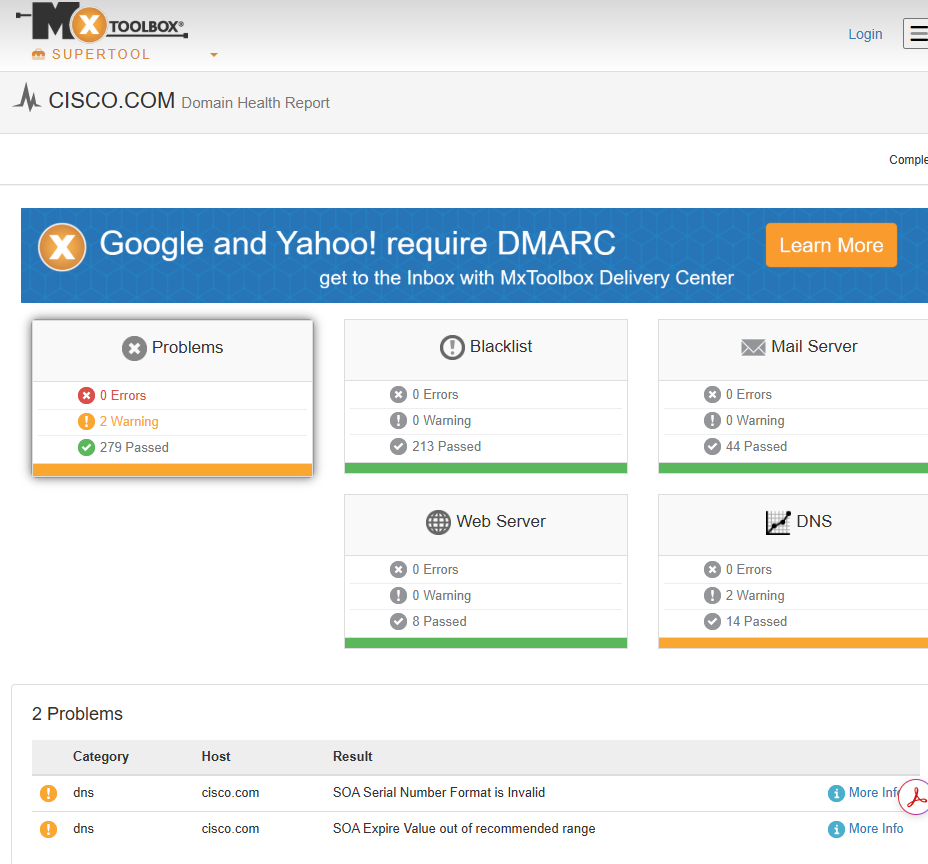 MX TOOLBOX®
SUPERTOOL
Login
CISCO.COM Domain Health Report
Comple
X Google and Yahoo! require DMARC
get to the Inbox with MxToolbox Delivery Center
Learn More
Problems
0 Errors
2 Warning
279 Passed
Blacklist
0 Errors
0 Warning
213 Passed
Mail Server
0 Errors
0 Warning
44 Passed
Web Server
0 Errors
0 Warning
8 Passed
DNS
0 Errors
2 Warning
14 Passed
2 Problems
Category Host Result
dns cisco.com SOA Serial Number Format is Invalid More Info
dns cisco.com SOA Expire Value out of recommended range More Info